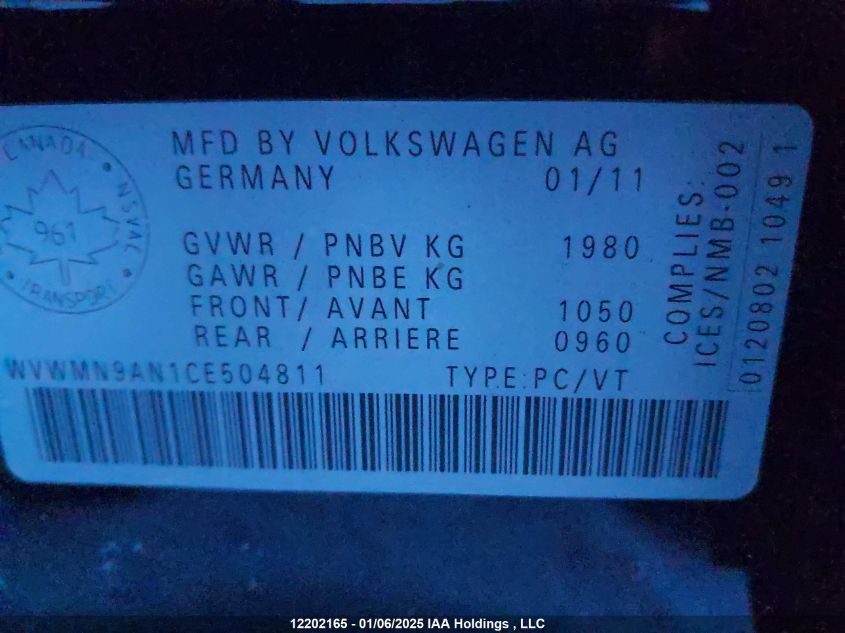 MFD BY VOLKSWAGEN AG
GERMANY 01/11
CANADA
NSVAC
961
TRANSPORT
GVWR / PNBV KG 1980
GAWR / PNBE KG
FRONT/ AVANT 1050
REAR / ARRIERE 0960
WVWMN9AN1CE504811 TYPE:PC/VT
COMPLIES:
ICES/NMB-002
0120802 1049 1
12202165 - 01/06/2025 IAA Holdings , LLC